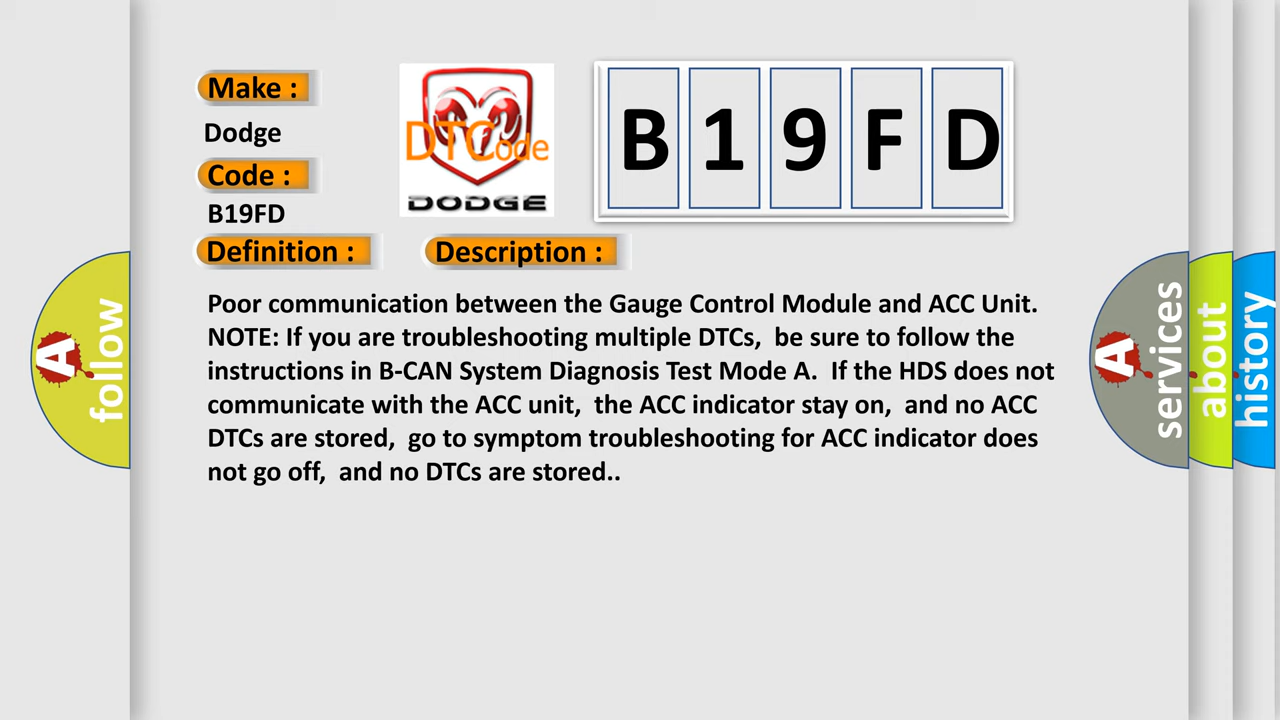 Make :
Dodge
Code :
B19FD
DTCode
DODGE
B 1 9 F D
Definition :
Description :
Poor communication between the Gauge Control Module and ACC Unit.
NOTE: If you are troubleshooting multiple DTCs,  be sure to follow the
instructions in B-CAN System Diagnosis Test Mode A.  If the HDS does not
communicate with the ACC unit,  the ACC indicator stay on,  and no ACC
DTCs are stored,  go to symptom troubleshooting for ACC indicator does
not go off,  and no DTCs are stored..
A
follow
A
services
about
history